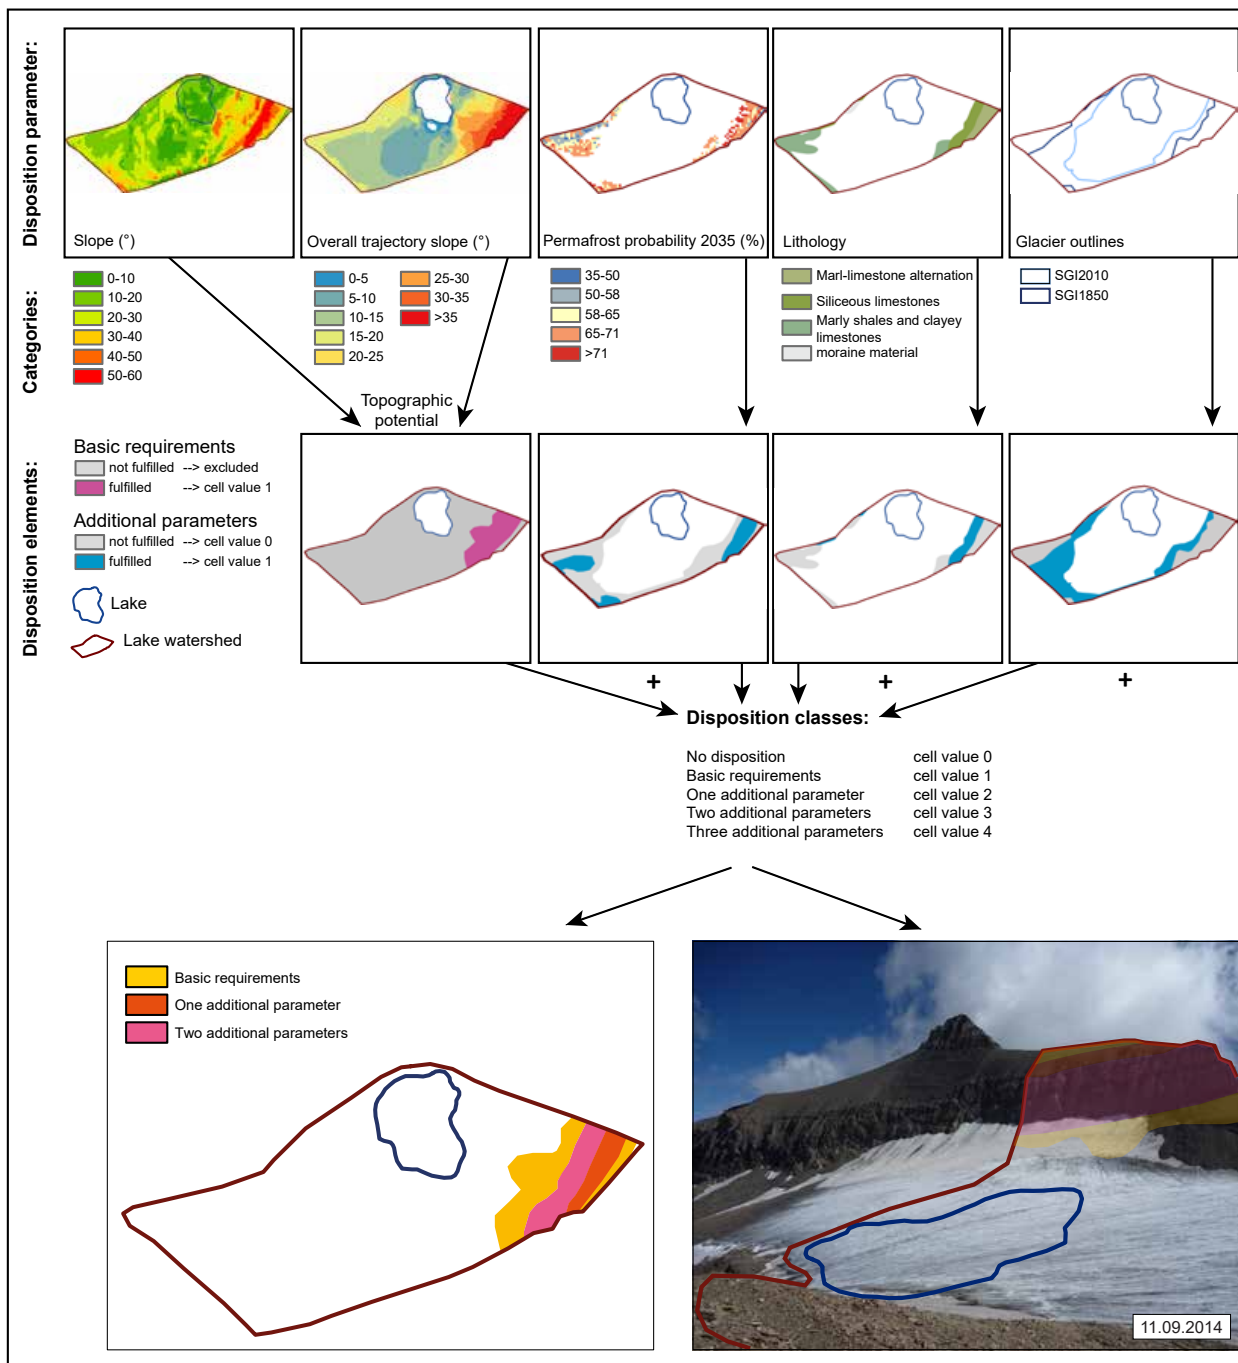 Disposition parameter:
Slope (°)
Overall trajectory slope (°)
Permafrost probability 2035 (%)
Lithology
Glacier outlines
Categories:
0-10
10-20
20-30
30-40
40-50
50-60
0-5
5-10
10-15
15-20
20-25
25-30
30-35
>35
35-50
50-58
58-65
65-71
>71
Marl-limestone alternation
Siliceous limestones
Marly shales and clayey
limestones
moraine material
SGI2010
SGI1850
Topographic
potential
Disposition elements:
Basic requirements
not fulfilled --> excluded
fulfilled --> cell value 1
Additional parameters
not fulfilled --> cell value 0
fulfilled --> cell value 1
Lake
Lake watershed
+ + +
Disposition classes:
No disposition cell value 0
Basic requirements cell value 1
One additional parameter cell value 2
Two additional parameters cell value 3
Three additional parameters cell value 4
Basic requirements
One additional parameter
Two additional parameters
11.09.2014